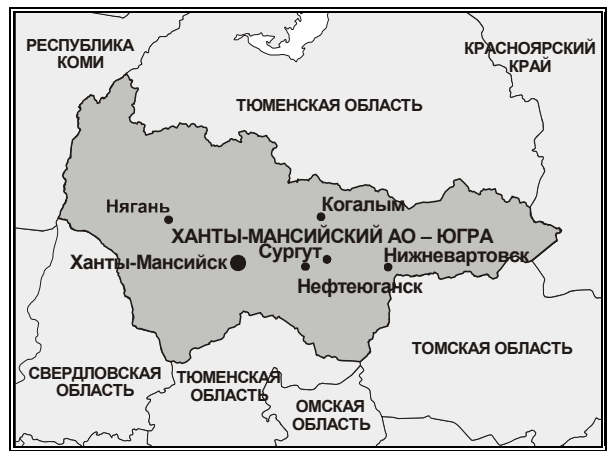 РЕСПУБЛИКА
КОМИ
КРАСНОЯРСКИЙ
КРАЙ
ТЮМЕНСКАЯ ОБЛАСТЬ
Нягань
Когалым
ХАНТЫ-МАНСИЙСКИЙ АО – ЮГРА
Ханты-Мансийск
Сургут
Нижневартовск
Нефтеюганск
ТОМСКАЯ ОБЛАСТЬ
СВЕРДЛОВСКАЯ
ОБЛАСТЬ
ТЮМЕНСКАЯ
ОБЛАСТЬ
ОМСКАЯ
ОБЛАСТЬ